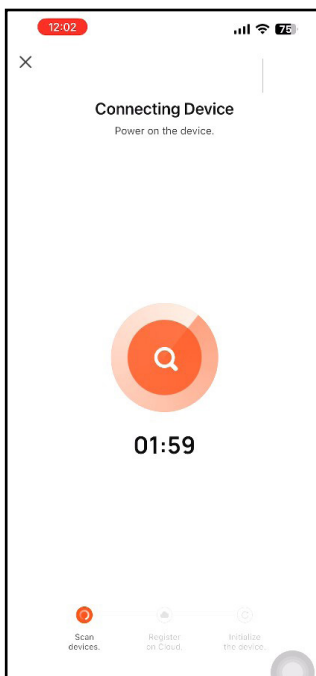 12:02
75
Connecting Device
Power on the device.
01:59
Scan
devices.
Register
on Cloud.
Initialize
the device.